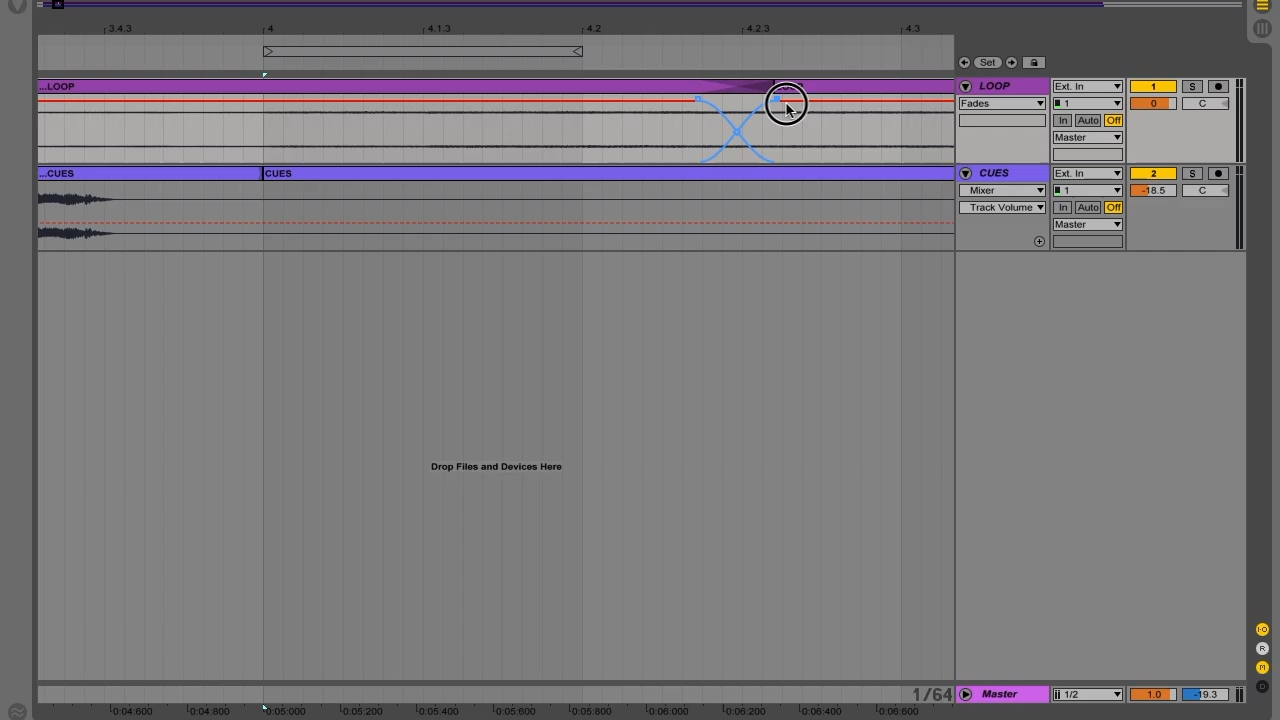 3.4.3 4 4.1.3 4.2 4.2.3 4.3
Set
...LOOP
LOOP Ext. In 1 S
Fades 1 0 C
In Auto Off
Master
...CUES CUES
CUES Ext. In 2 S
Mixer 1 -18.5 C
Track Volume In Auto Off
Master
Drop Files and Devices Here
I·O
R
M
D
1/64 Master 1/2 1.0 -19.3
0:04:600 0:04:800 0:05:000 0:05:200 0:05:400 0:05:600 0:05:800 0:06:000 0:06:200 0:06:400 0:06:600